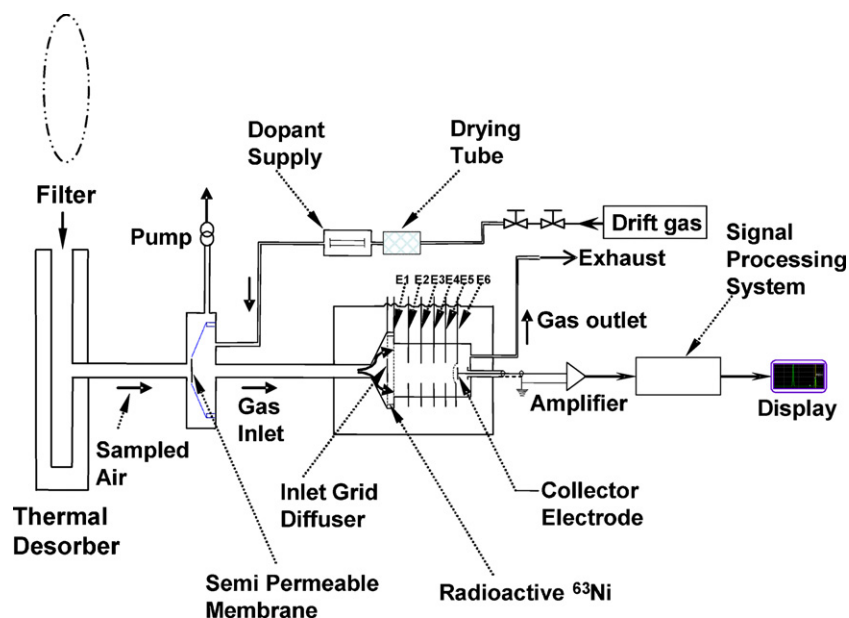 Dopant
Supply
Drying
Tube
Filter
Pump
Drift gas
Exhaust
Signal
Processing
System
E1 E2 E3 E4 E5 E6
Gas outlet
Sampled
Air
Gas
Inlet
Amplifier
Display
Inlet Grid
Diffuser
Collector
Electrode
Thermal
Desorber
Semi Permeable
Membrane
Radioactive ⁶³Ni